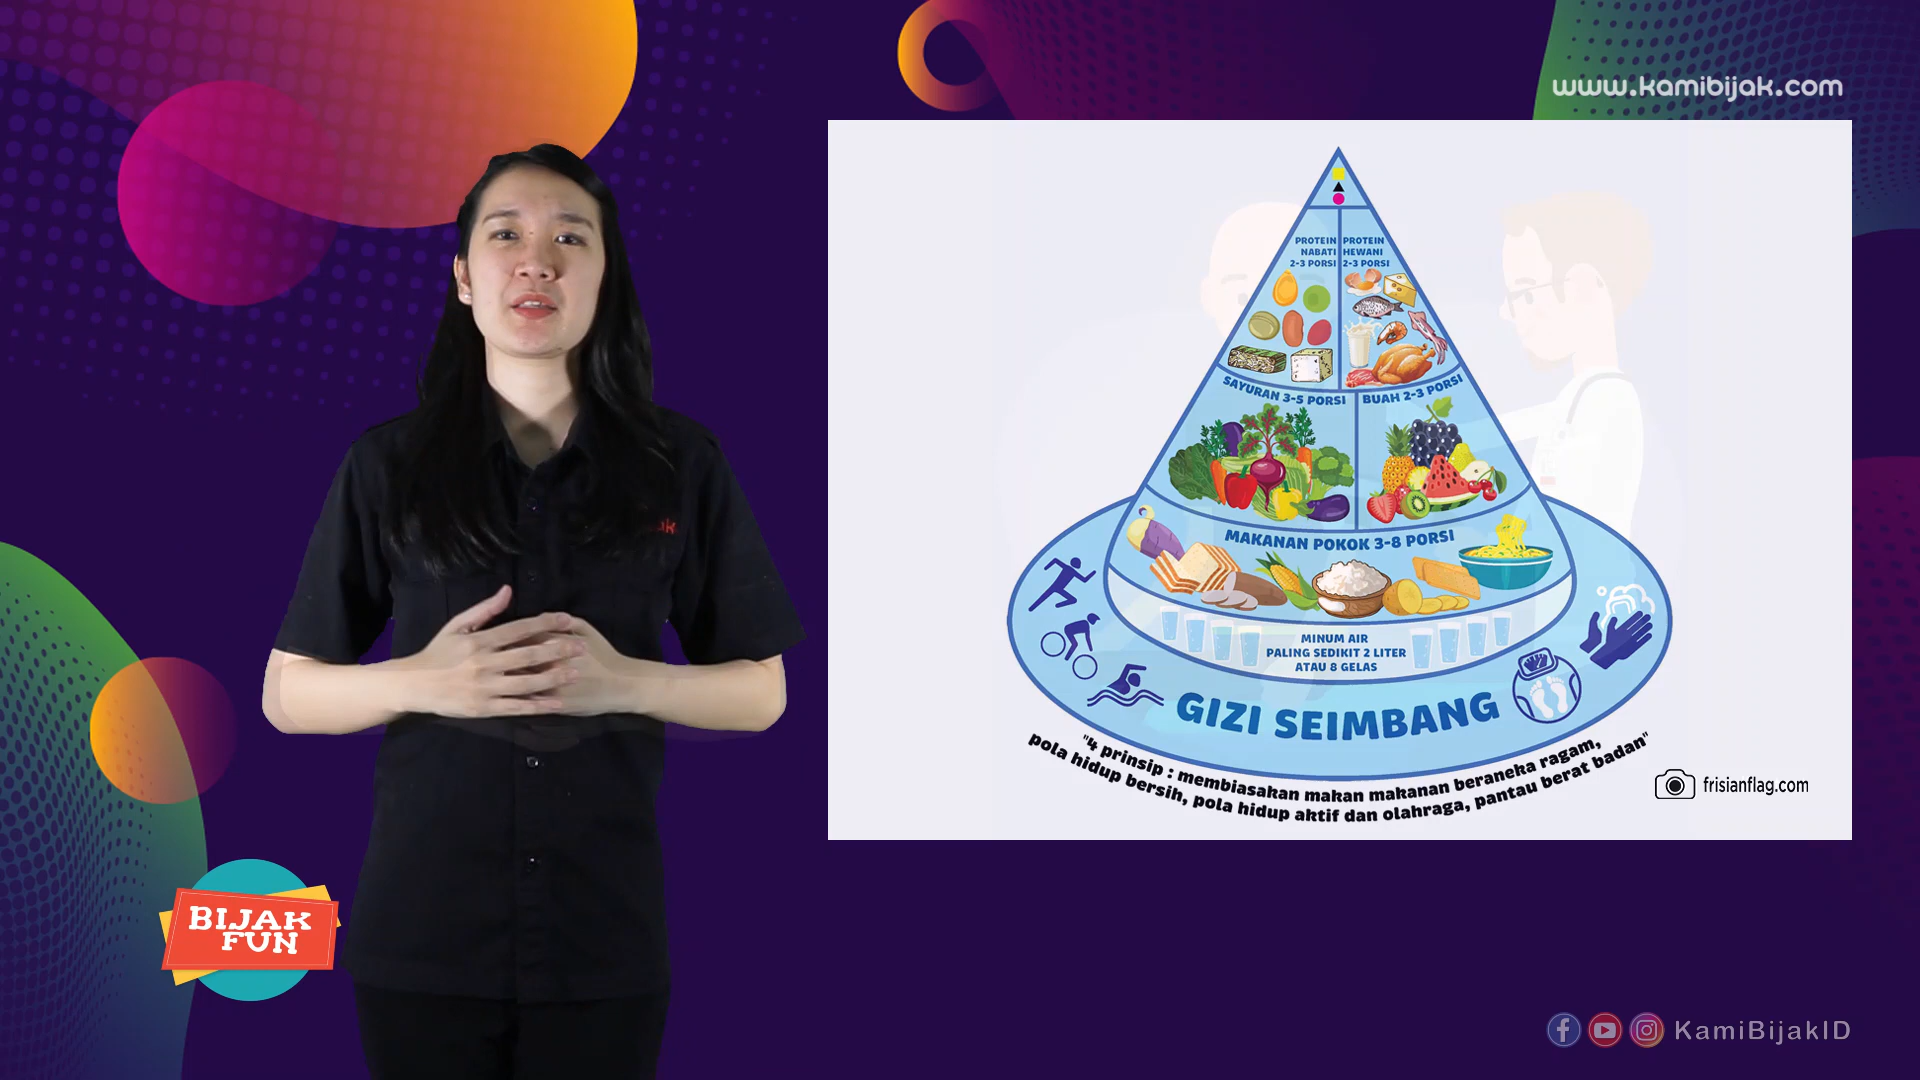 www.kamibijak.com
PROTEIN NABATI 2-3 PORSI
PROTEIN HEWANI 2-3 PORSI
SAYURAN 3-5 PORSI
BUAH 2-3 PORSI
MAKANAN POKOK 3-8 PORSI
MINUM AIR
PALING SEDIKIT 2 LITER
ATAU 8 GELAS
GIZI SEIMBANG
"4 prinsip : membiasakan makan makanan beraneka ragam,
pola hidup bersih, pola hidup aktif dan olahraga, pantau berat badan"
frisianflag.com
BIJAK
FUN
KamiBijakID